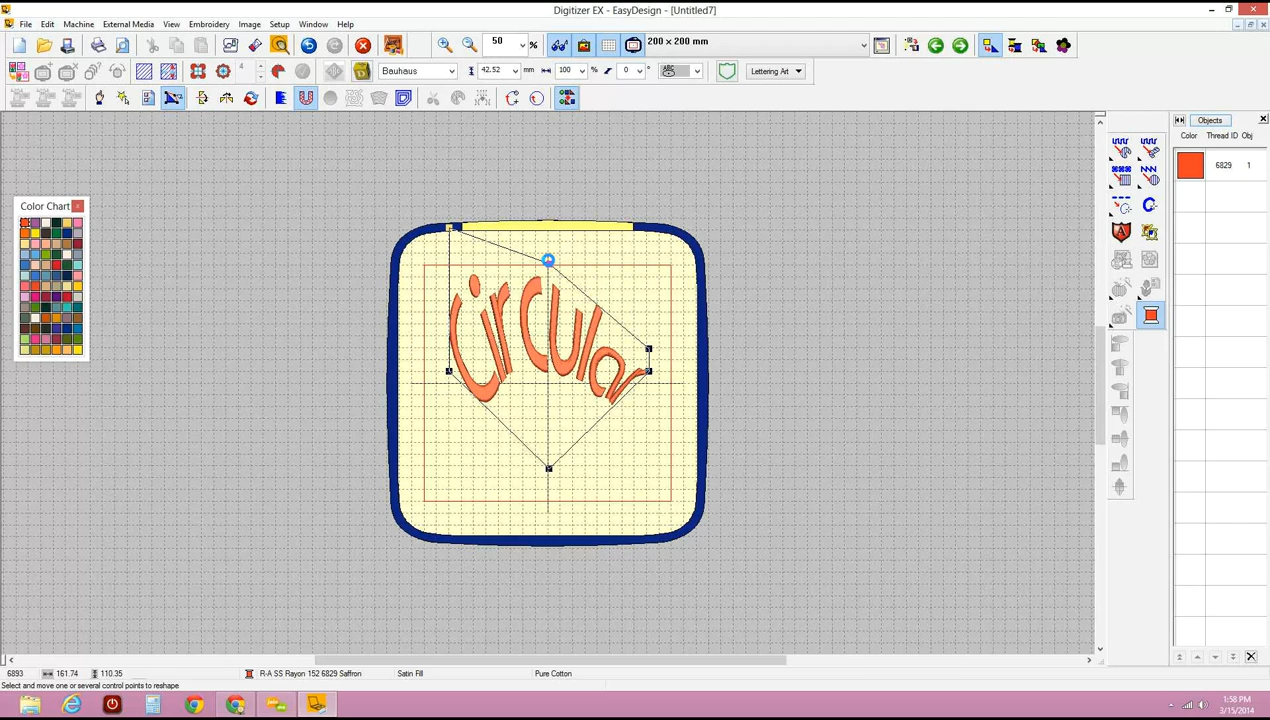 Digitizer EX - EasyDesign - [Untitled7]
File Edit Machine External Media View Embroidery Image Setup Window Help
50 % 200 x 200 mm
4 Bauhaus 42.52 mm 100 % 0 ° ABC Lettering Art
Objects
Color Thread ID Obj
6829 1
Color Chart
Circular
A
6893 161.74 110.35 R-A SS Rayon 152 6829 Saffron Satin Fill Pure Cotton
Select and move one or several control points to reshape
1:58 PM
3/15/2014